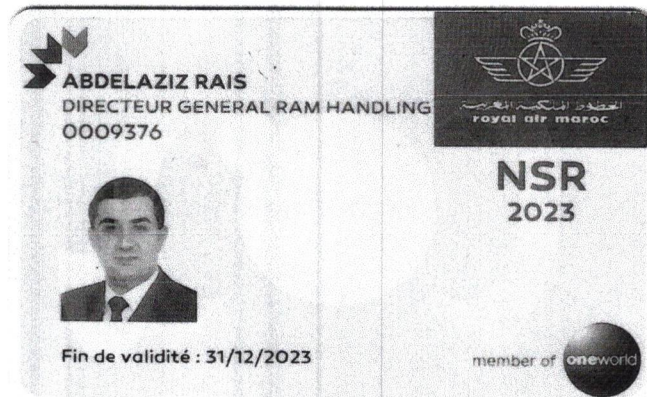 ABDELAZIZ RAIS
DIRECTEUR GENERAL RAM HANDLING
0009376
الخطوط الملكية المغربية
royal air maroc
NSR
2023
Fin de validité : 31/12/2023
member of oneworld